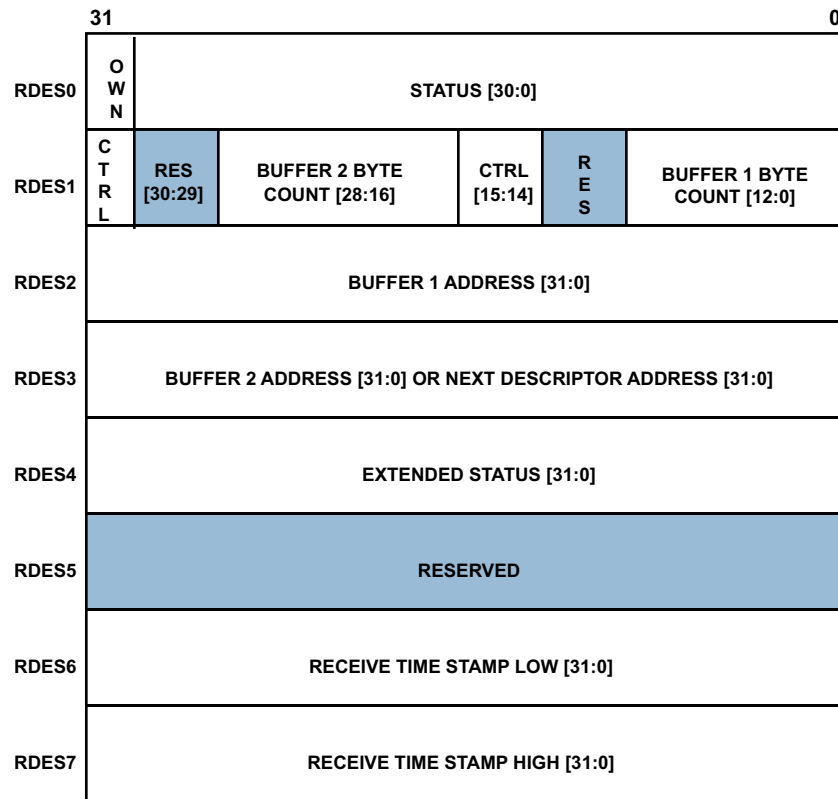 31 0
RDES0 OWN STATUS [30:0]
RDES1 CTRL RES [30:29] BUFFER 2 BYTE COUNT [28:16] CTRL [15:14] RES BUFFER 1 BYTE COUNT [12:0]
RDES2 BUFFER 1 ADDRESS [31:0]
RDES3 BUFFER 2 ADDRESS [31:0] OR NEXT DESCRIPTOR ADDRESS [31:0]
RDES4 EXTENDED STATUS [31:0]
RDES5 RESERVED
RDES6 RECEIVE TIME STAMP LOW [31:0]
RDES7 RECEIVE TIME STAMP HIGH [31:0]